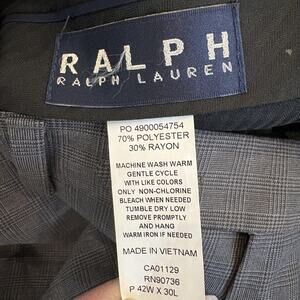 RALPH
RALPH LAUREN
PO 4900054754
70% POLYESTER
30% RAYON
MACHINE WASH WARM
GENTLE CYCLE
WITH LIKE COLORS
ONLY NON-CHLORINE
BLEACH WHEN NEEDED
TUMBLE DRY LOW
REMOVE PROMPTLY
AND HANG
WARM IRON IF NEEDED
MADE IN VIETNAM
CA01129
RN90736
P 42W X 30L